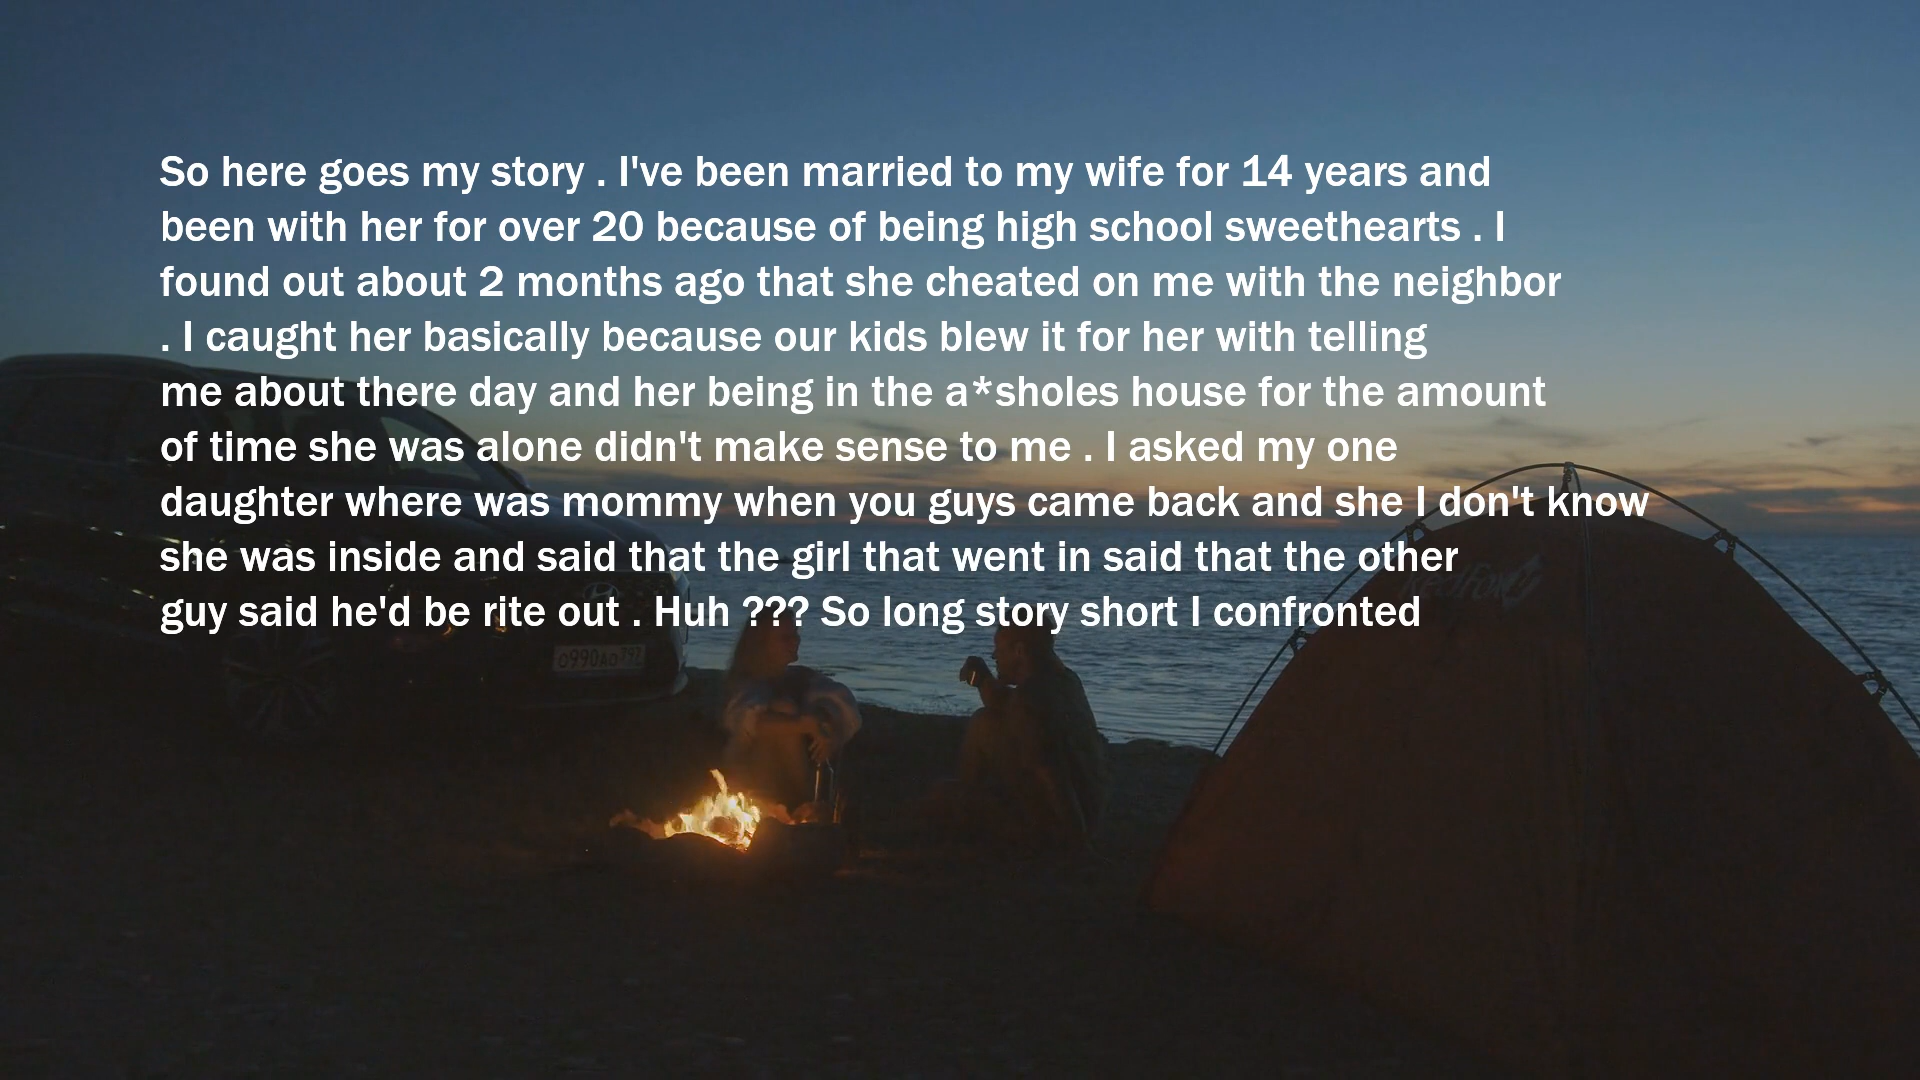 So here goes my story . I've been married to my wife for 14 years and
been with her for over 20 because of being high school sweethearts . I
found out about 2 months ago that she cheated on me with the neighbor
. I caught her basically because our kids blew it for her with telling
me about there day and her being in the a*sholes house for the amount
of time she was alone didn't make sense to me . I asked my one
daughter where was mommy when you guys came back and she I don't know
she was inside and said that the girl that went in said that the other
guy said he'd be rite out . Huh ??? So long story short I confronted
RedFox
О990АО 797